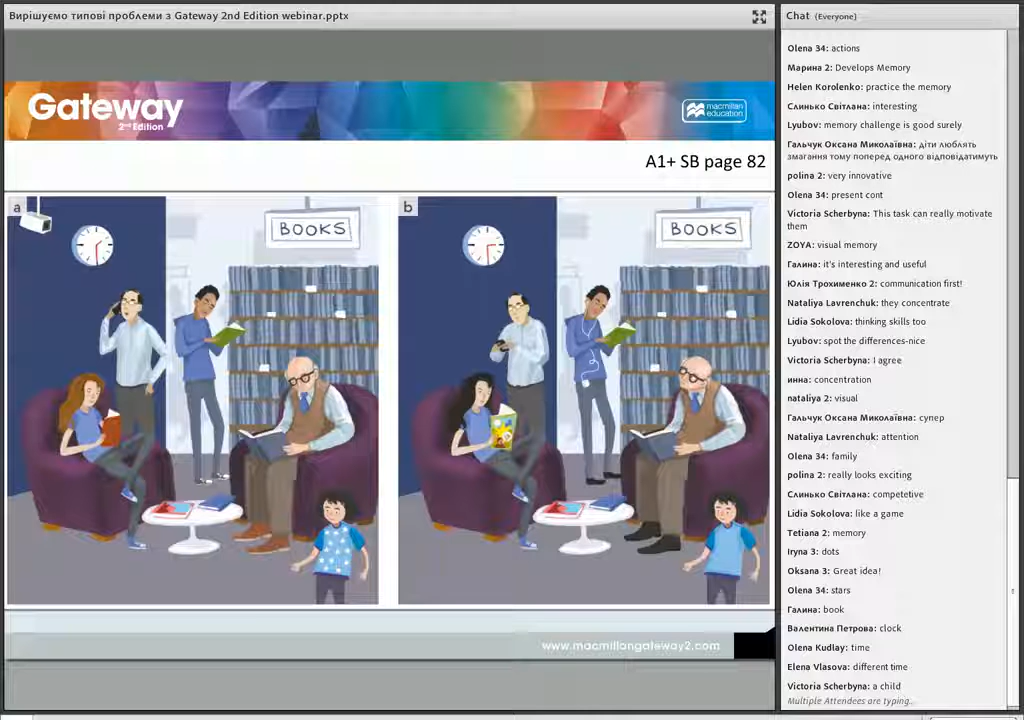 Вирішуємо типові проблеми з Gateway 2nd Edition webinar.pptx
Gateway
2nd Edition
macmillan
education
A1+ SB page 82
a
BOOKS
b
BOOKS
www.macmillangateway2.com
Chat (Everyone)
Olena 34: actions
Марина 2: Develops Memory
Helen Korolenko: practice the memory
Слинько Світлана: interesting
Lyubov: memory challenge is good surely
Гальчук Оксана Миколаївна: діти люблять
змагання тому поперед одного відповідатимуть
polina 2: very innovative
Olena 34: present cont
Victoria Scherbyna: This task can really motivate
them
ZOYA: visual memory
Галина: it's interesting and useful
Юлія Трохименко 2: communication first!
Nataliya Lavrenchuk: they concentrate
Lidia Sokolova: thinking skills too
Lyubov: spot the differences-nice
Victoria Scherbyna: I agree
инна: concentration
nataliya 2: visual
Гальчук Оксана Миколаївна: супер
Nataliya Lavrenchuk: attention
Olena 34: family
polina 2: really looks exciting
Слинько Світлана: competetive
Lidia Sokolova: like a game
Tetiana 2: memory
Iryna 3: dots
Oksana 3: Great idea!
Olena 34: stars
Галина: book
Валентина Петрова: clock
Olena Kudlay: time
Elena Vlasova: different time
Victoria Scherbyna: a child
Multiple Attendees are typing..